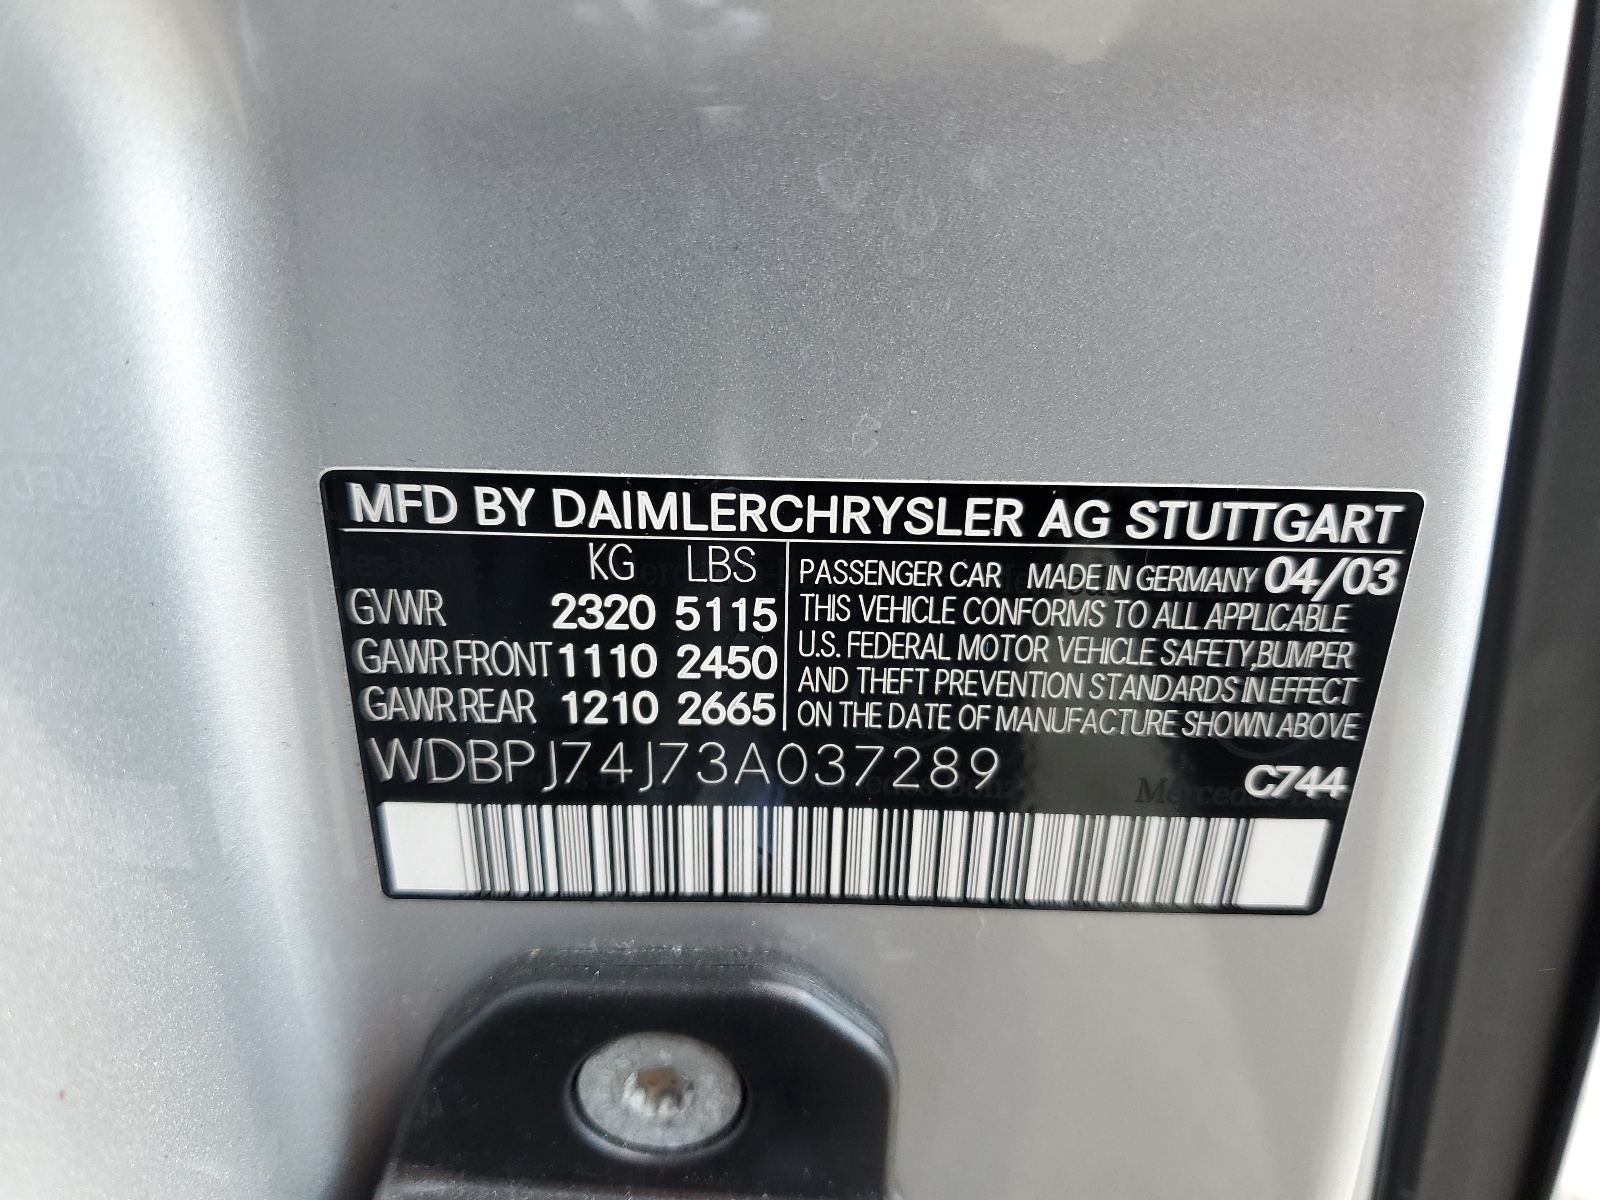 MFD BY DAIMLERCHRYSLER AG STUTTGART
KG LBS
GVWR 2320 5115
GAWR FRONT 1110 2450
GAWR REAR 1210 2665
PASSENGER CAR MADE IN GERMANY 04/03
THIS VEHICLE CONFORMS TO ALL APPLICABLE
U.S. FEDERAL MOTOR VEHICLE SAFETY, BUMPER
AND THEFT PREVENTION STANDARDS IN EFFECT
ON THE DATE OF MANUFACTURE SHOWN ABOVE
WDBPJ74J73A037289 C744
Mercedes-Benz